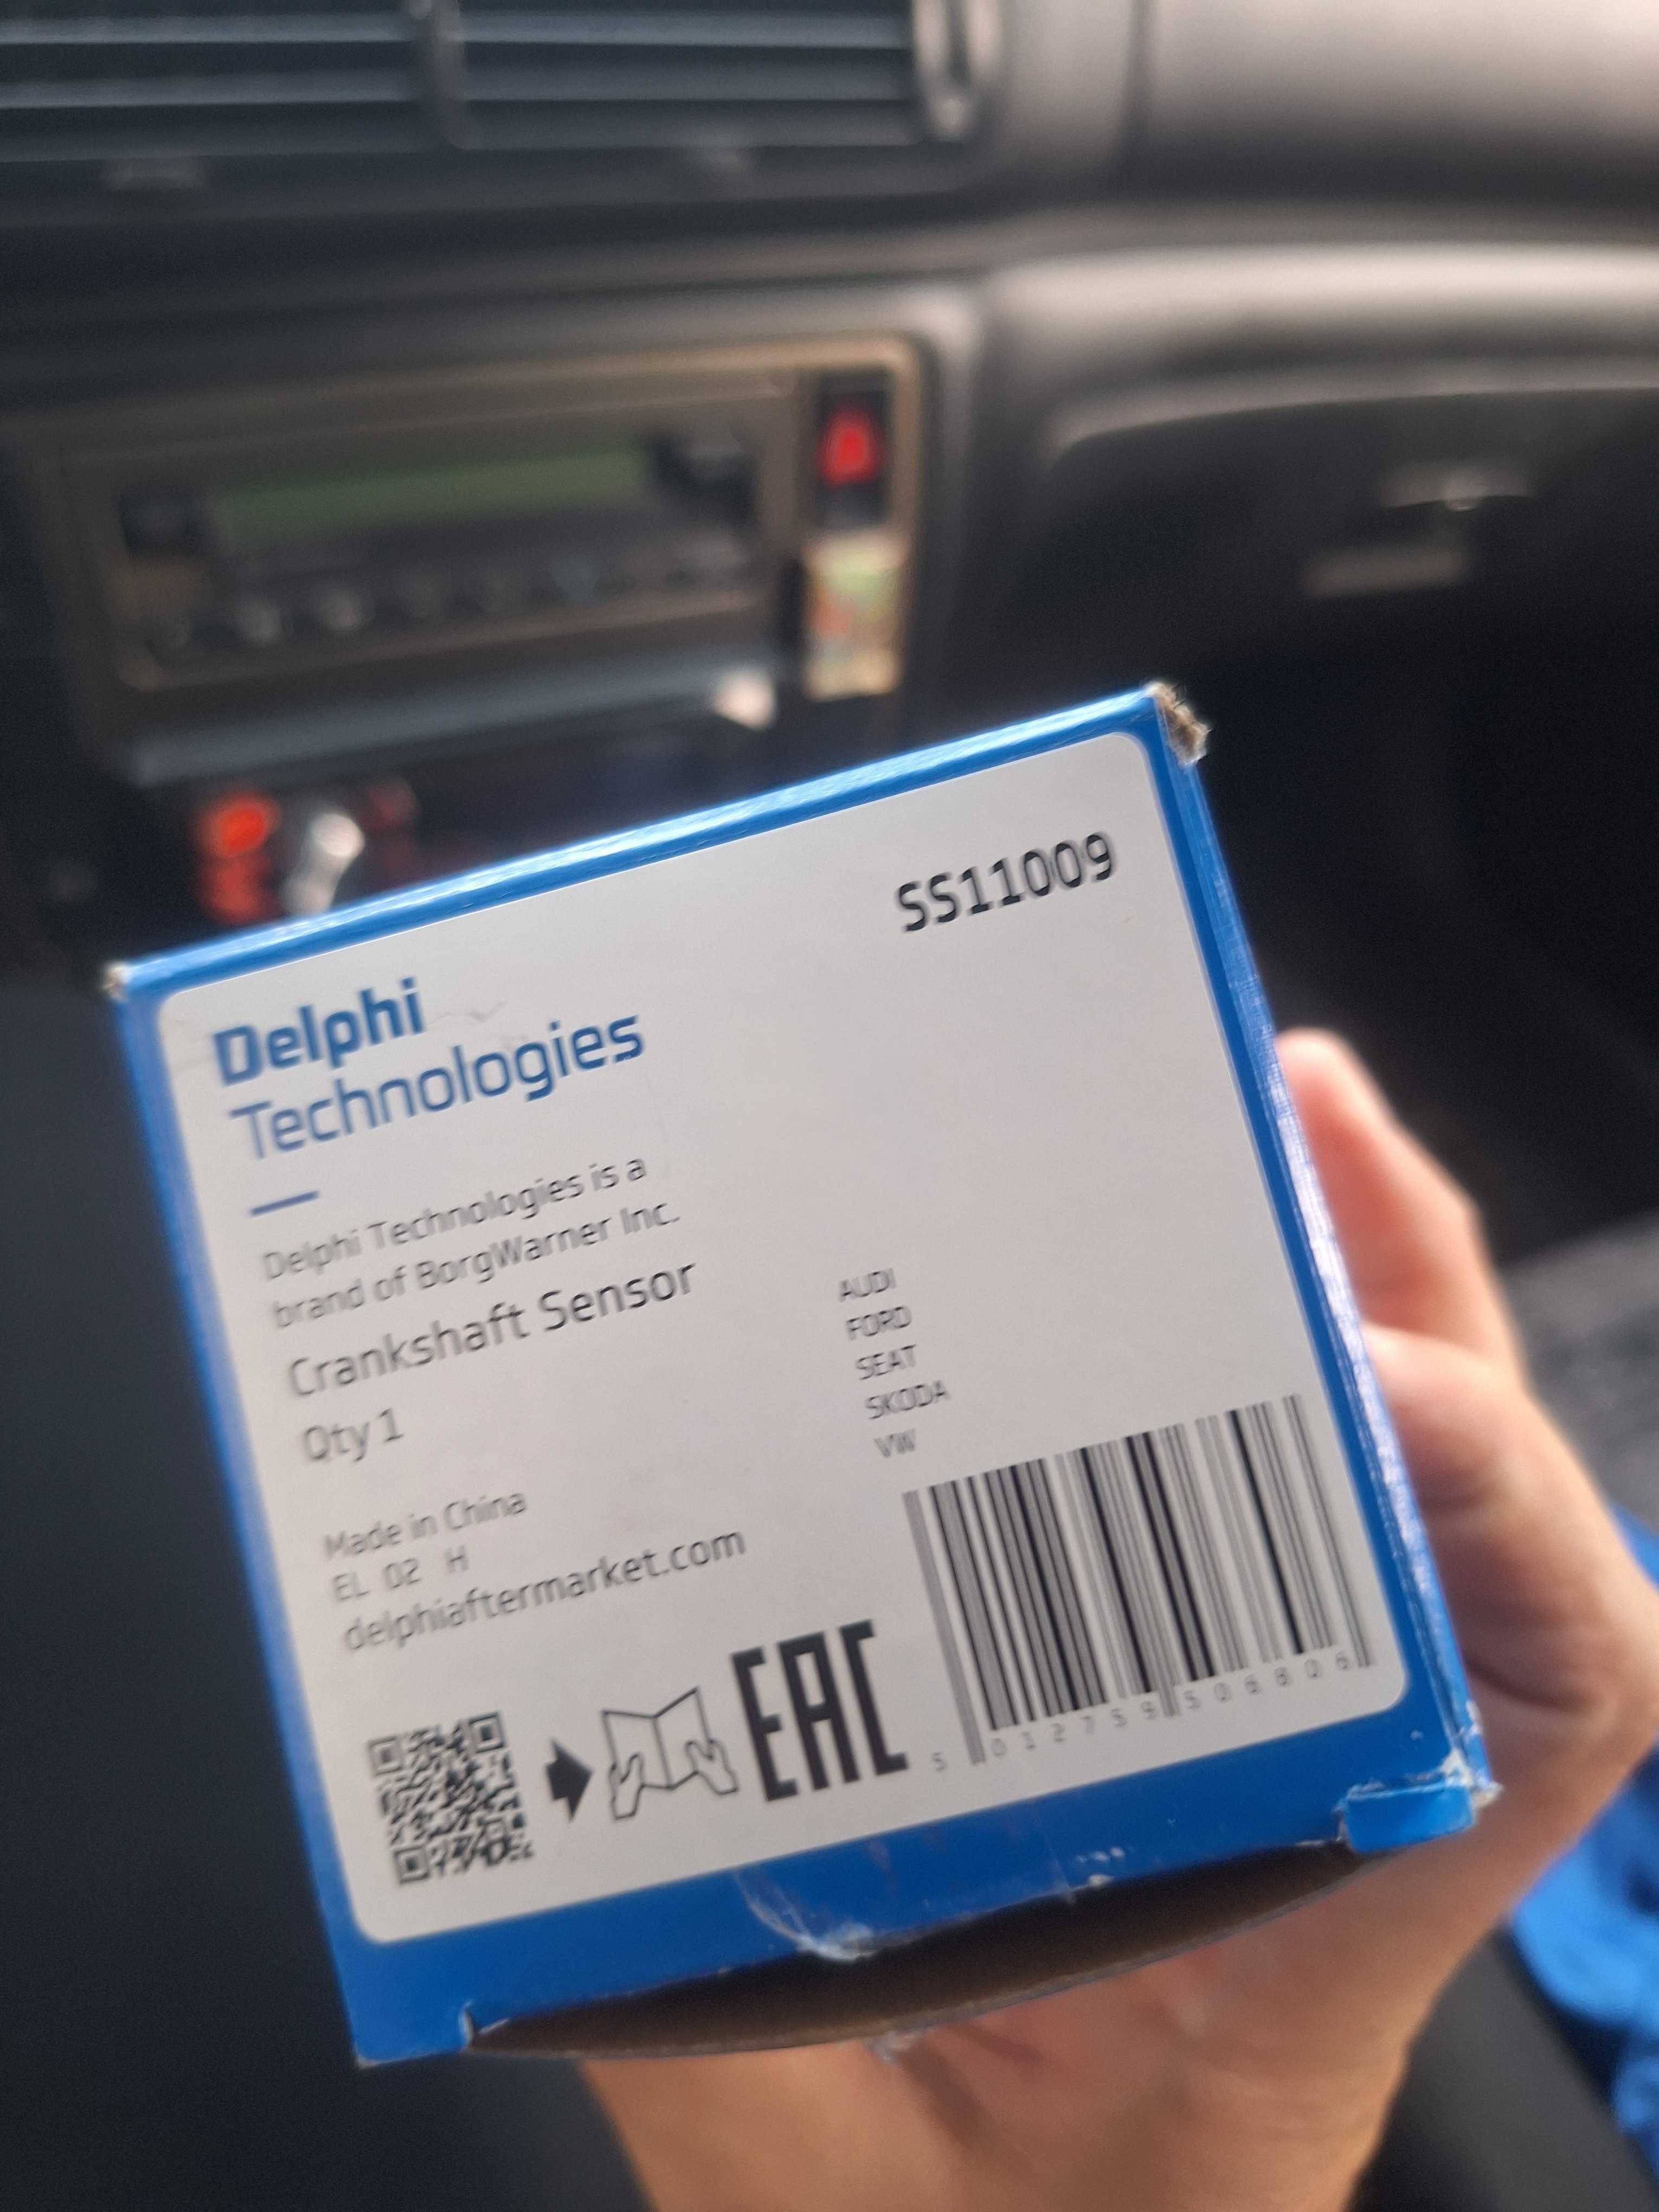 SS11009
Delphi
Technologies
Delphi Technologies is a
brand of BorgWarner Inc.
Crankshaft Sensor
Qty 1
AUDI
FORD
SEAT
SKODA
VW
Made in China
EL 02 H
delphiaftermarket.com
EAC
5 012759 506806